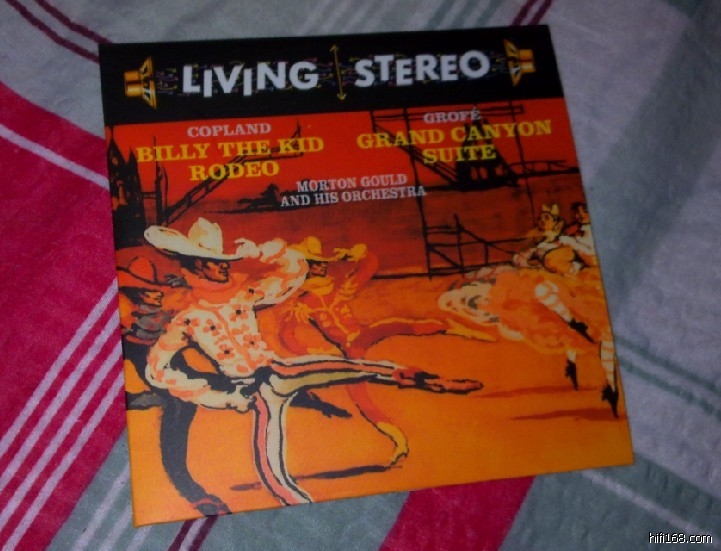 LIVING STEREO
COPLAND
BILLY THE KID
RODEO
GROFÉ
GRAND CANYON
SUITE
MORTON GOULD
AND HIS ORCHESTRA
hifi168.com